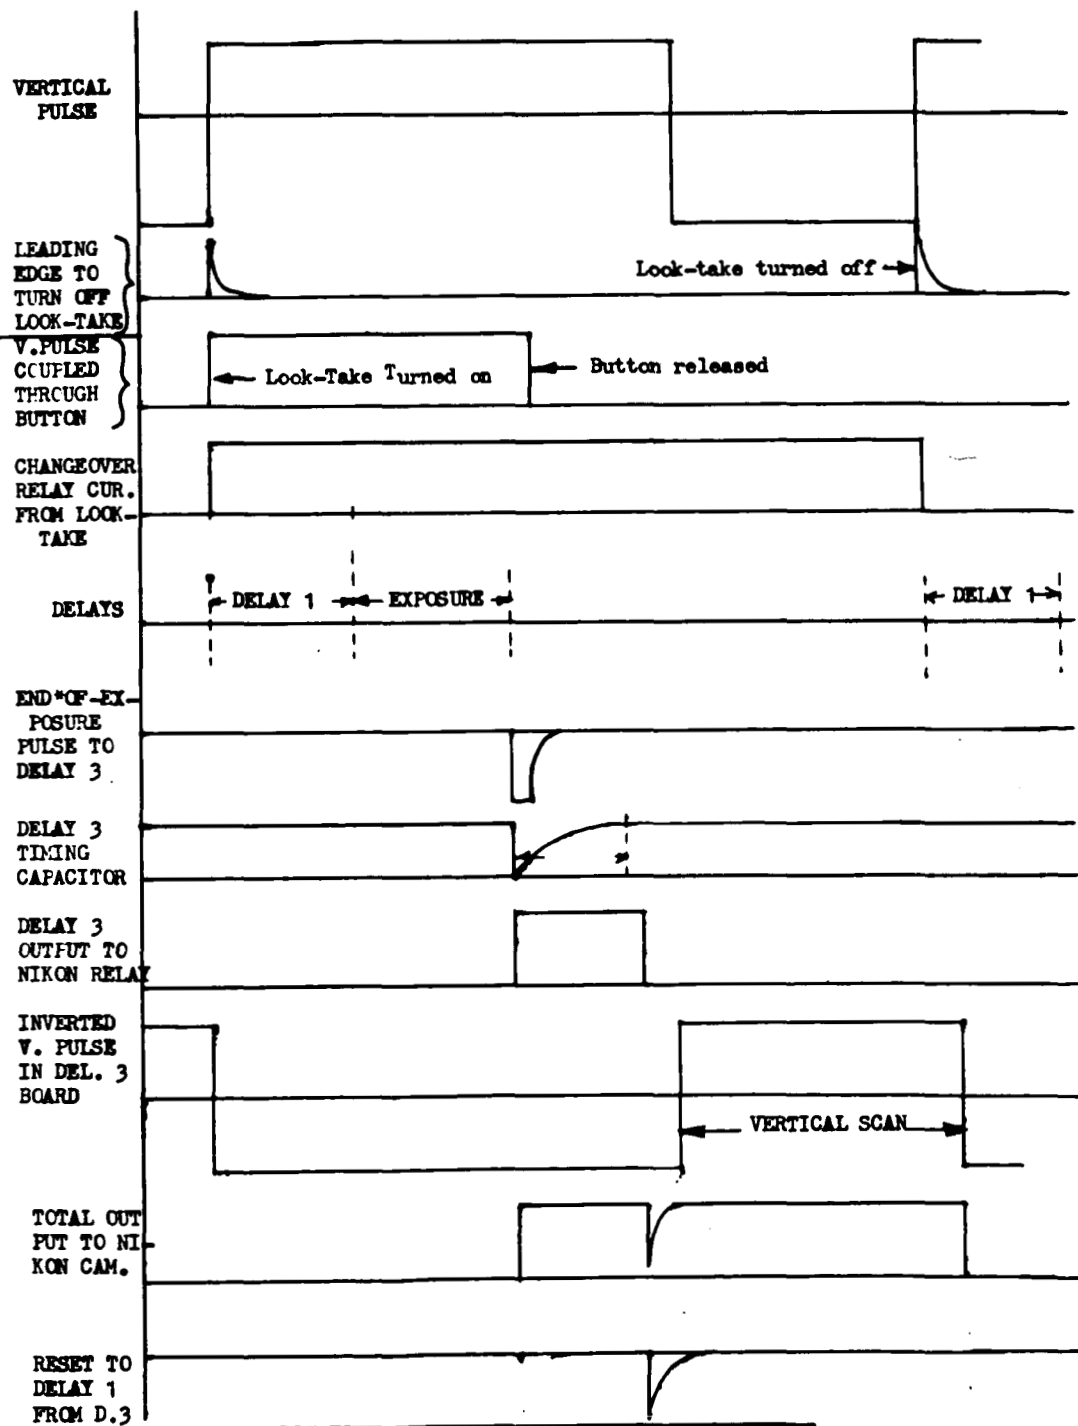 VERTICAL
PULSE
LEADING
EDGE TO
TURN OFF
LOOK-TAKE
Look-take turned off
V.PULSE
COUPLED
THROUGH
BUTTON
Look-Take Turned on
Button released
CHANGEOVER
RELAY CUR.
FROM LOOK-
TAKE
DELAYS
DELAY 1
EXPOSURE
DELAY 1
END*OF-EX-
POSURE
PULSE TO
DELAY 3
DELAY 3
TIMING
CAPACITOR
DELAY 3
OUTPUT TO
NIKON RELAY
INVERTED
V. PULSE
IN DEL. 3
BOARD
VERTICAL SCAN
TOTAL OUT
PUT TO NI-
KON CAM.
RESET TO
DELAY 1
FROM D.3